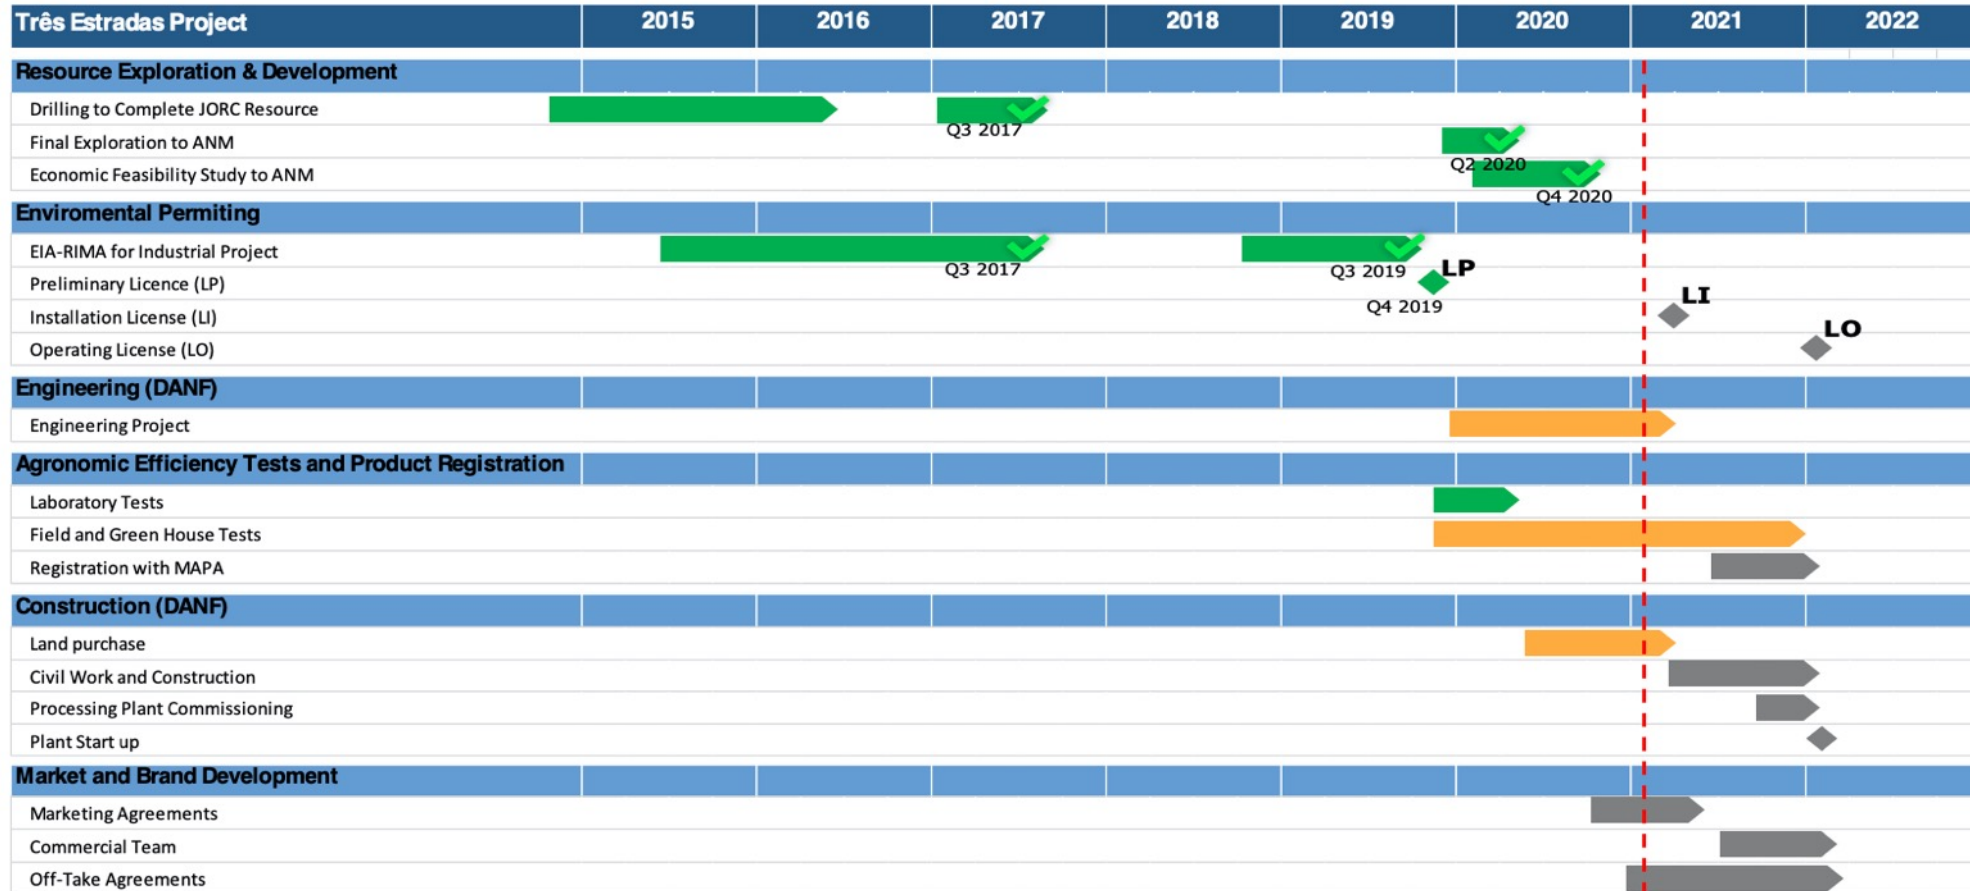 Três Estradas Project 2015 2016 2017 2018 2019 2020 2021 2022
Resource Exploration & Development
Drilling to Complete JORC Resource
Q3 2017
Final Exploration to ANM
Q2 2020
Economic Feasibility Study to ANM
Q4 2020
Enviromental Permiting
EIA-RIMA for Industrial Project
Q3 2017 Q3 2019
Preliminary Licence (LP) LP
Q4 2019
Installation License (LI) LI
Operating License (LO) LO
Engineering (DANF)
Engineering Project
Agronomic Efficiency Tests and Product Registration
Laboratory Tests
Field and Green House Tests
Registration with MAPA
Construction (DANF)
Land purchase
Civil Work and Construction
Processing Plant Commissioning
Plant Start up
Market and Brand Development
Marketing Agreements
Commercial Team
Off-Take Agreements